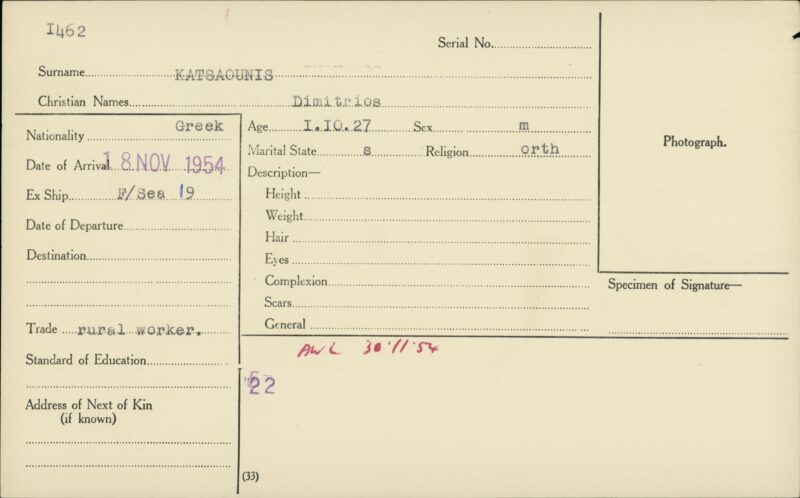 I462
Serial No.
Surname KATSAOUNIS
Christian Names Dimitrios
Nationality Greek
Date of Arrival 18 NOV 1954
Ex Ship F/Sea 19
Date of Departure
Destination
Trade rural worker.
Standard of Education
Address of Next of Kin
(if known)
Age I.IO.27 Sex m
Marital State s Religion orth
Description—
Height
Weight
Hair
Eyes
Complexion
Scars
General
AWL 30.11.54
22
(33)
Photograph.
Specimen of Signature—